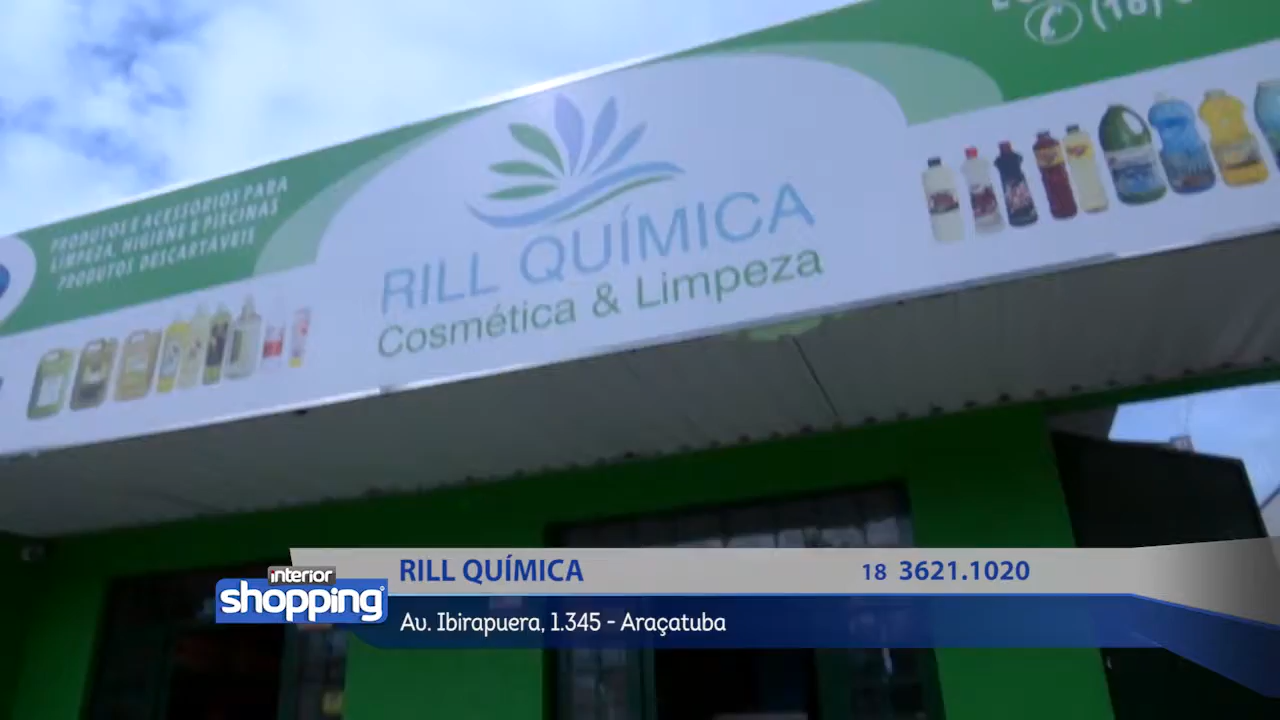 (18)
PRODUTOS E ACESSÓRIOS PARA
LIMPEZA, HIGIENE E PISCINAS
PRODUTOS DESCARTÁVEIS
RILL QUÍMICA
Cosmética & Limpeza
interior
shopping
RILL QUÍMICA
18 3621.1020
Av. Ibirapuera, 1.345 - Araçatuba